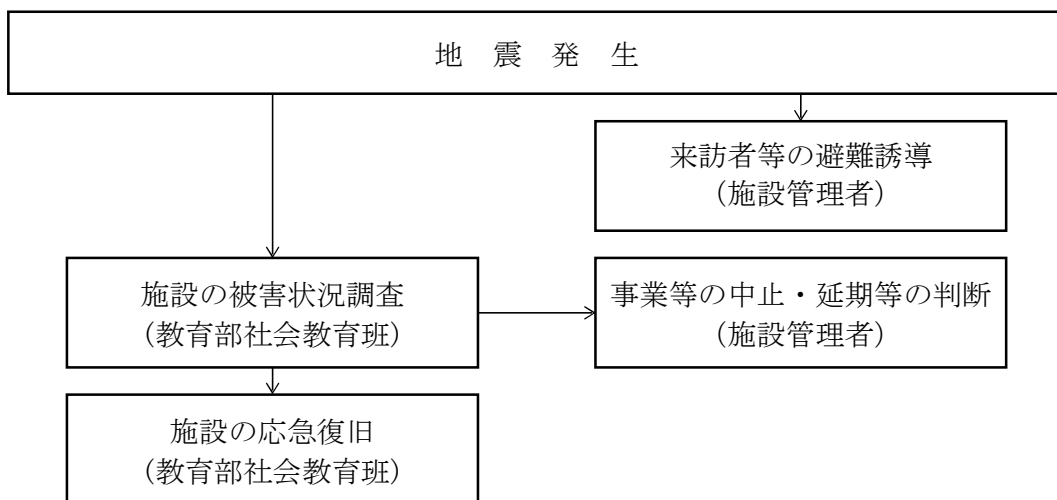 地　震　発　生
来訪者等の避難誘導
（施設管理者）
施設の被害状況調査
（教育部社会教育班）
事業等の中止・延期等の判断
（施設管理者）
施設の応急復旧
（教育部社会教育班）